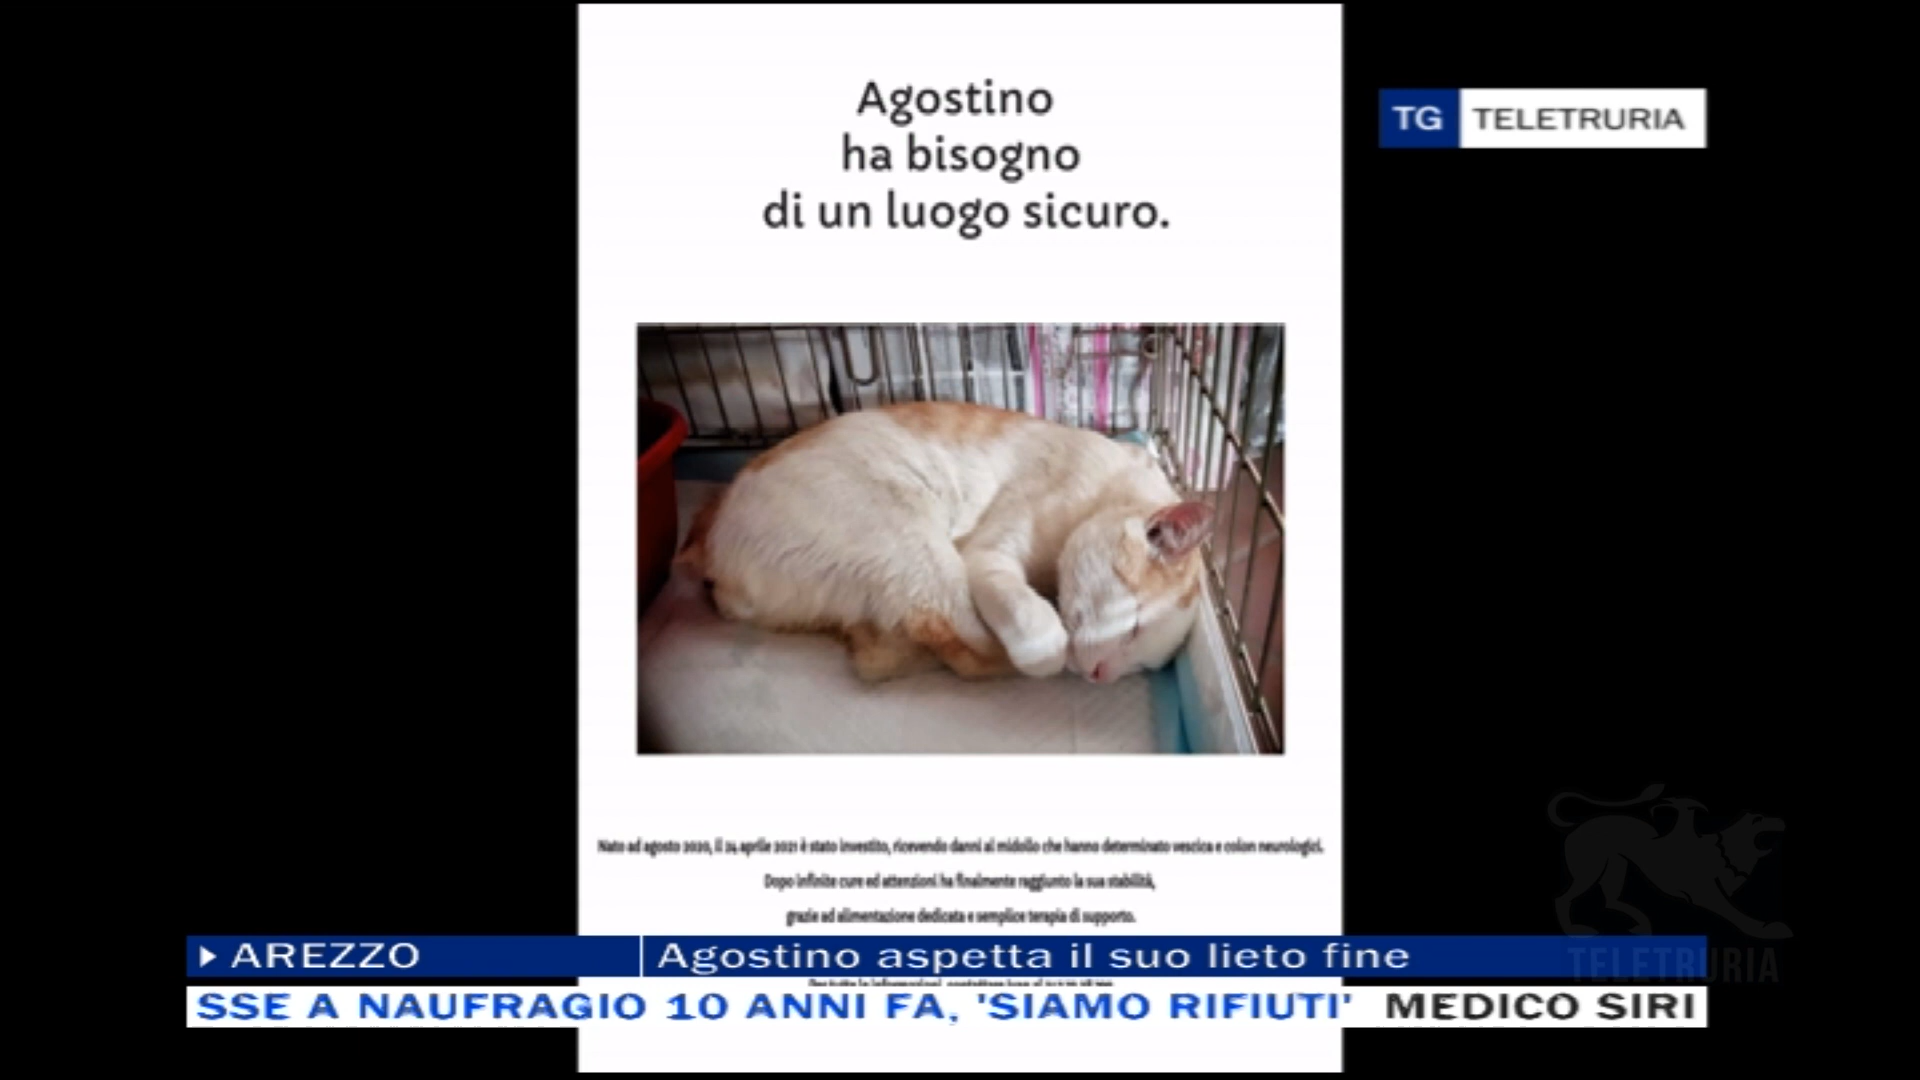 Agostino
ha bisogno
di un luogo sicuro.
TG TELETRURIA
Nato ad agosto 2020, il 24 aprile 2021 è stato investito, ricevendo danni al midollo che hanno determinato vescica e colon neurologici.
Dopo infinite cure ed attenzioni ha finalmente raggiunto la sua stabilità,
grazie ad alimentazione dedicata e semplice terapia di supporto.
AREZZO Agostino aspetta il suo lieto fine
TELETRURIA
SSE A NAUFRAGIO 10 ANNI FA, 'SIAMO RIFIUTI' MEDICO SIRI